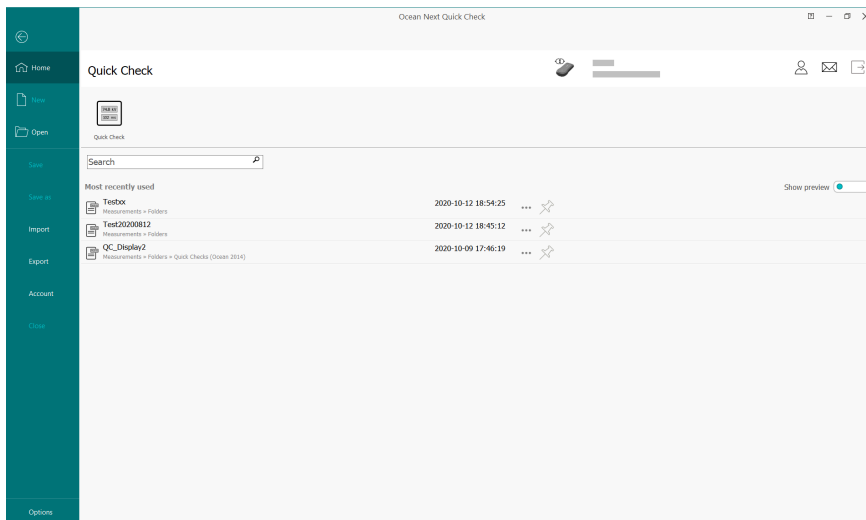 Ocean Next Quick Check
Home
New
Open
Save
Save as
Import
Export
Account
Close
Options
Quick Check
Quick Check
Search
Most recently used
Show preview
Testxx 2020-10-12 18:54:25
Measurements » Folders
Test20200812 2020-10-12 18:45:12
Measurements » Folders
QC_Display2 2020-10-09 17:46:19
Measurements » Folders » Quick Checks (Ocean 2014)